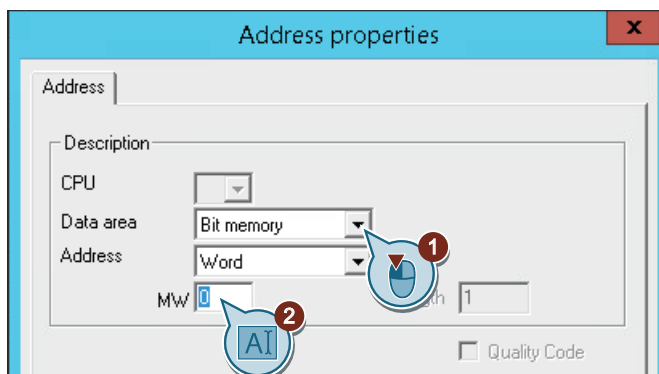 Address properties
x
Address
Description
CPU
Data area Bit memory
1
Address Word
MW 0 1
2
AI
Quality Code